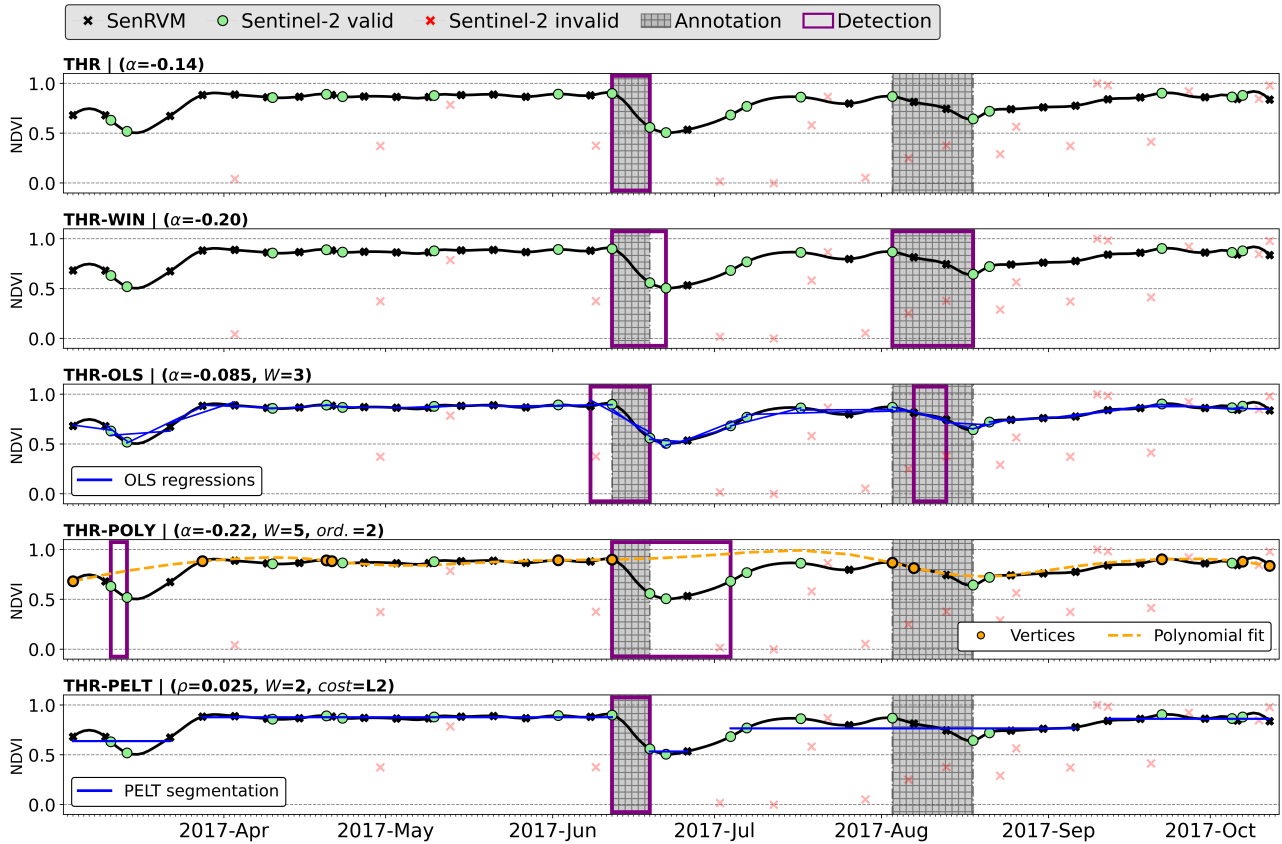 SenRVM Sentinel-2 valid Sentinel-2 invalid Annotation Detection
THR | (α=-0.14)
1.0
0.5
0.0
NDVI
THR-WIN | (α=-0.20)
1.0
0.5
0.0
NDVI
THR-OLS | (α=-0.085, W=3)
1.0
0.5
0.0
NDVI
OLS regressions
THR-POLY | (α=-0.22, W=5, ord.=2)
1.0
0.5
0.0
NDVI
Vertices Polynomial fit
THR-PELT | (ρ=0.025, W=2, cost=L2)
1.0
0.5
0.0
NDVI
PELT segmentation
2017-Apr 2017-May 2017-Jun 2017-Jul 2017-Aug 2017-Sep 2017-Oct